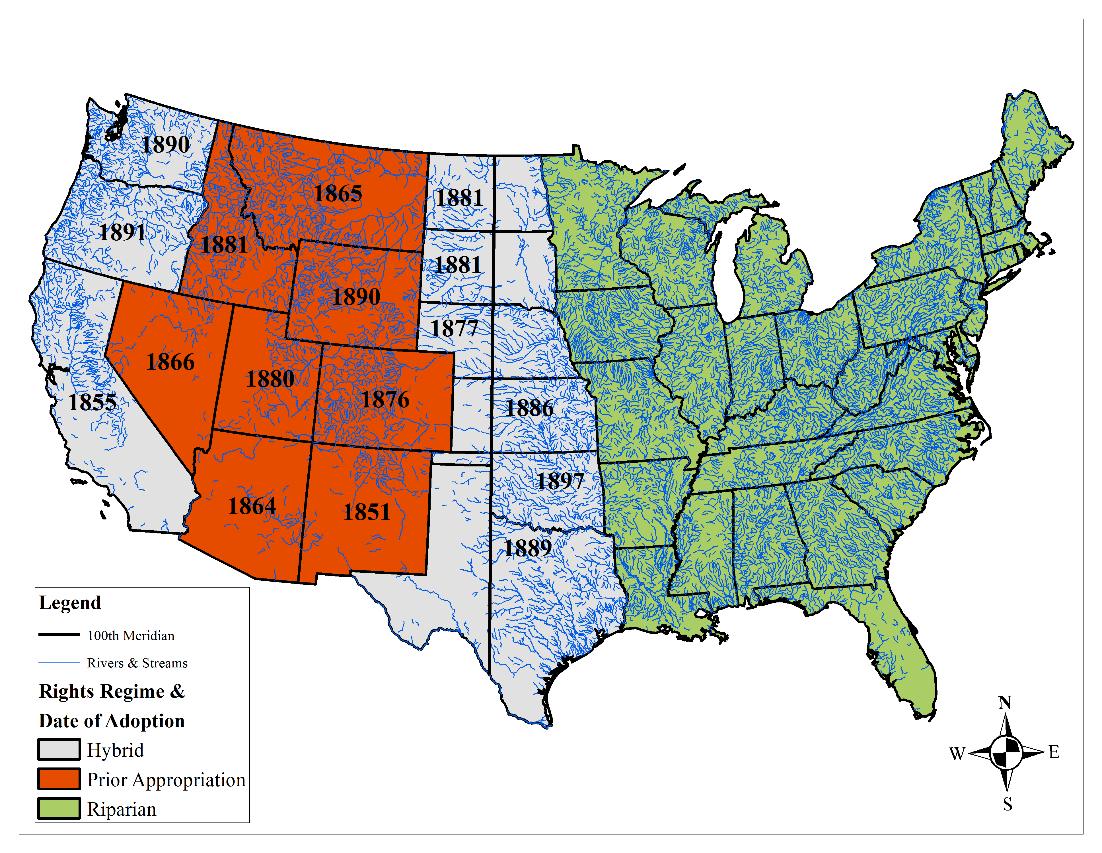 1890
1865
1881
1891
1881
1881
1890
1877
1866
1880
1876
1855
1886
1897
1864
1851
1889
Legend
100th Meridian
Rivers & Streams
Rights Regime &
Date of Adoption
Hybrid
Prior Appropriation
Riparian
N
W E
S